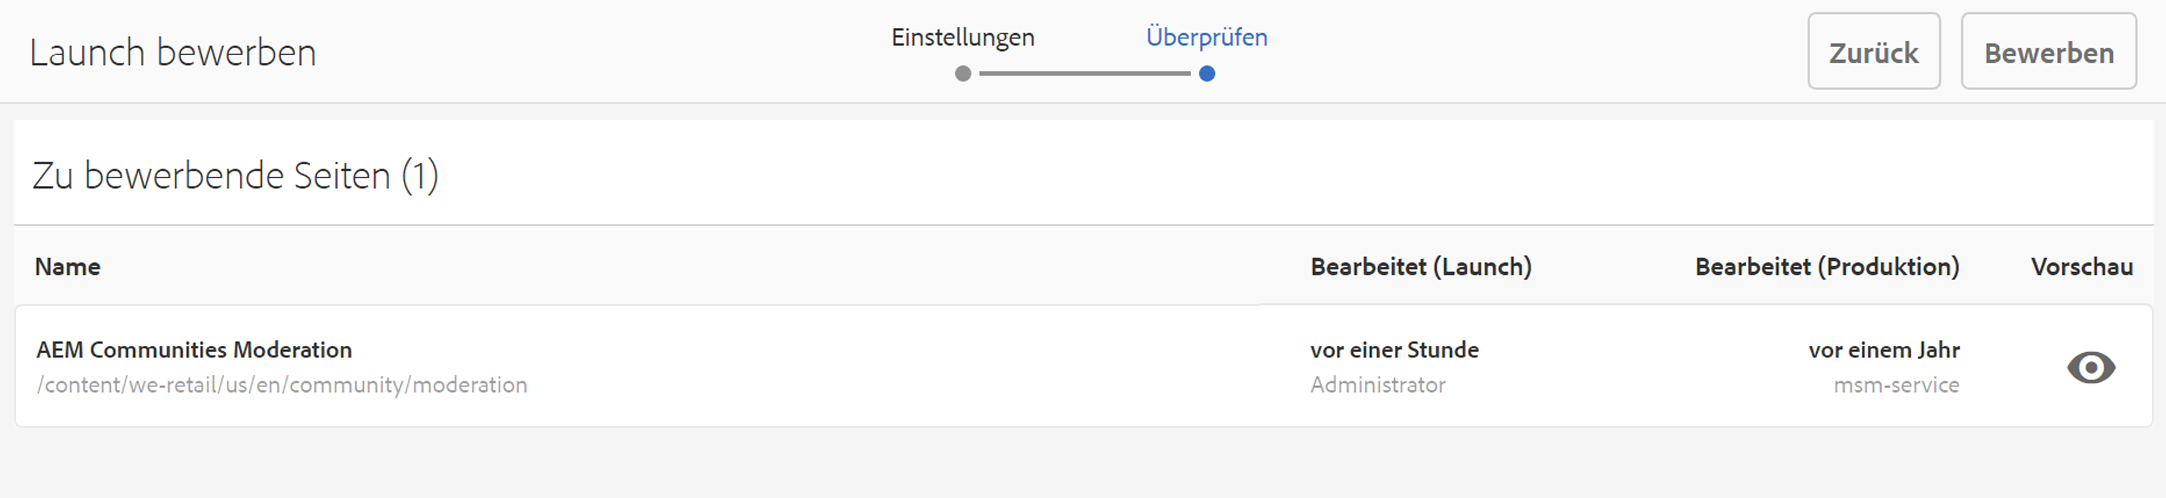 Launch bewerben
Einstellungen
Überprüfen
Zurück
Bewerben
Zu bewerbende Seiten (1)
Name
Bearbeitet (Launch)
Bearbeitet (Produktion)
Vorschau
AEM Communities Moderation
/content/we-retail/us/en/community/moderation
vor einer Stunde
Administrator
vor einem Jahr
msm-service